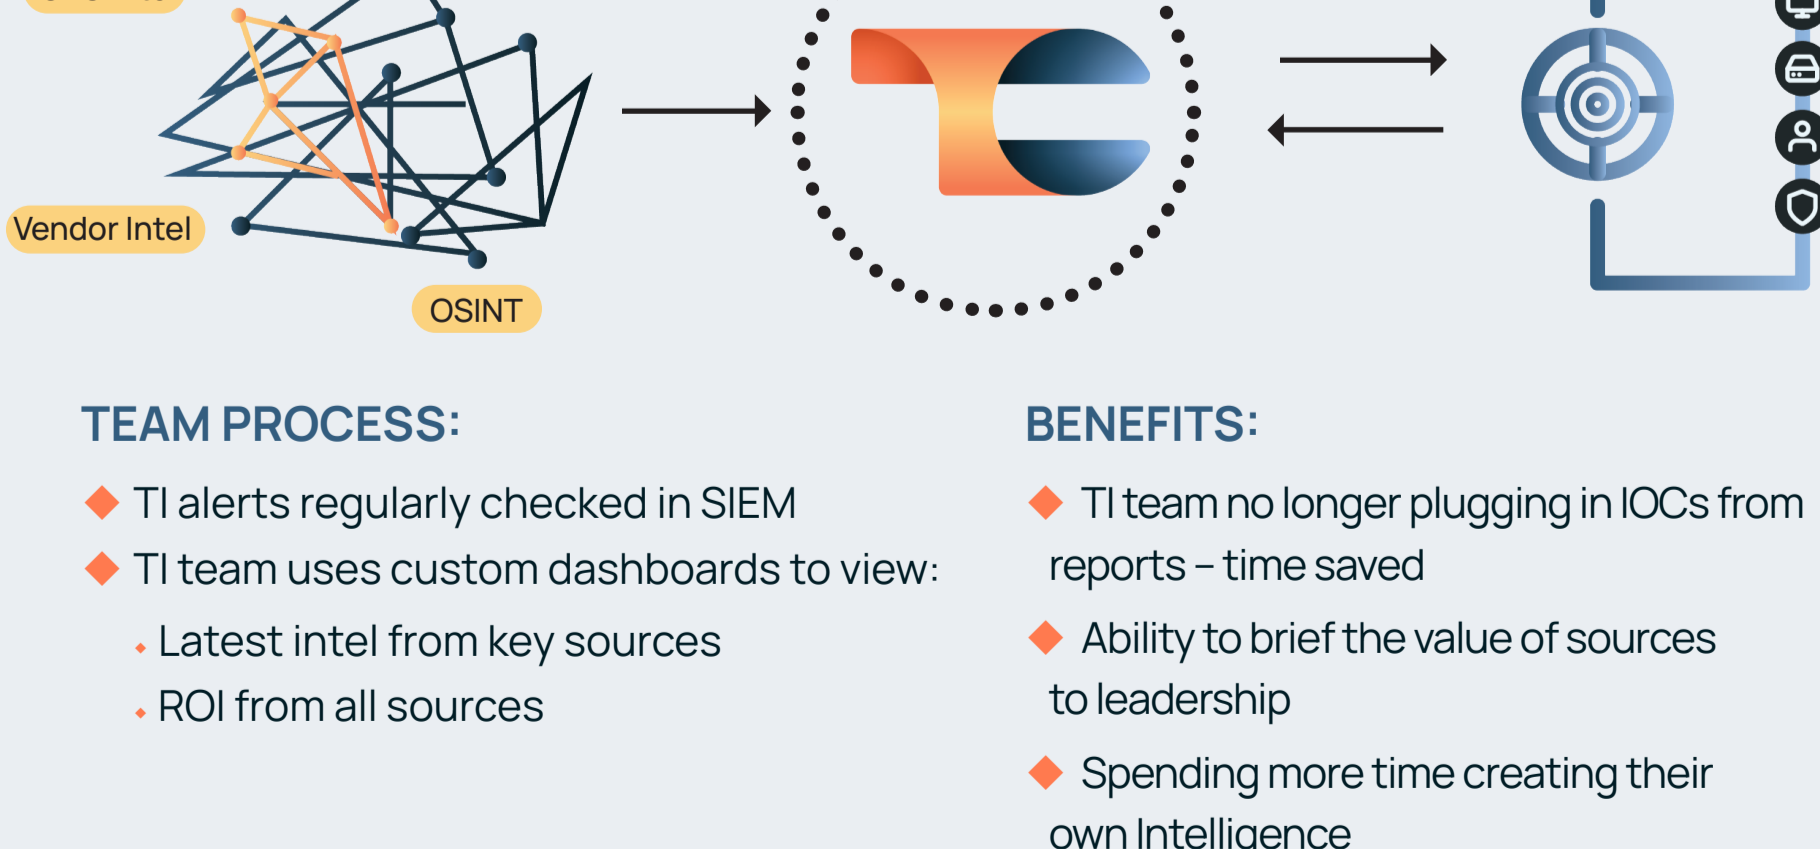 Vendor Intel
OSINT
TEAM PROCESS:
TI alerts regularly checked in SIEM
TI team uses custom dashboards to view:
Latest intel from key sources
ROI from all sources
BENEFITS:
TI team no longer plugging in IOCs from
reports – time saved
Ability to brief the value of sources
to leadership
Spending more time creating their
own Intelligence